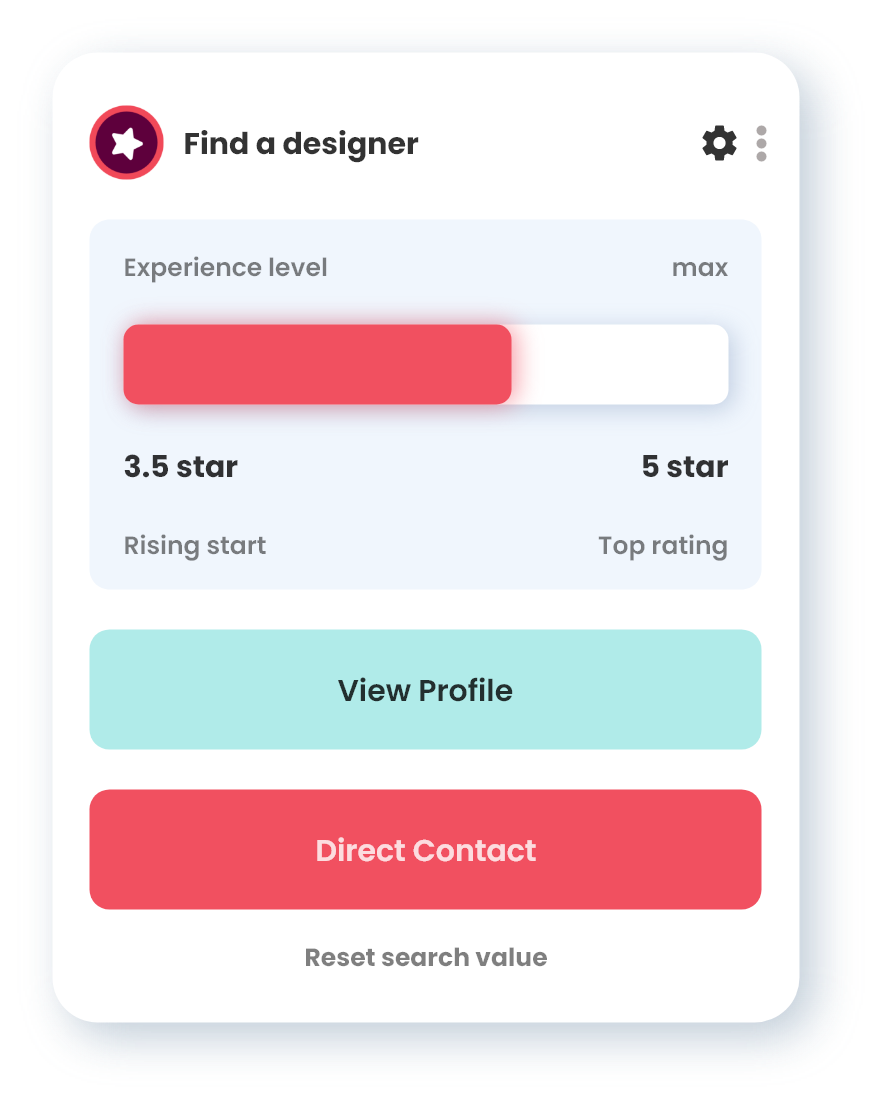 Find a designer
Experience level max
3.5 star 5 star
Rising start Top rating
View Profile
Direct Contact
Reset search value